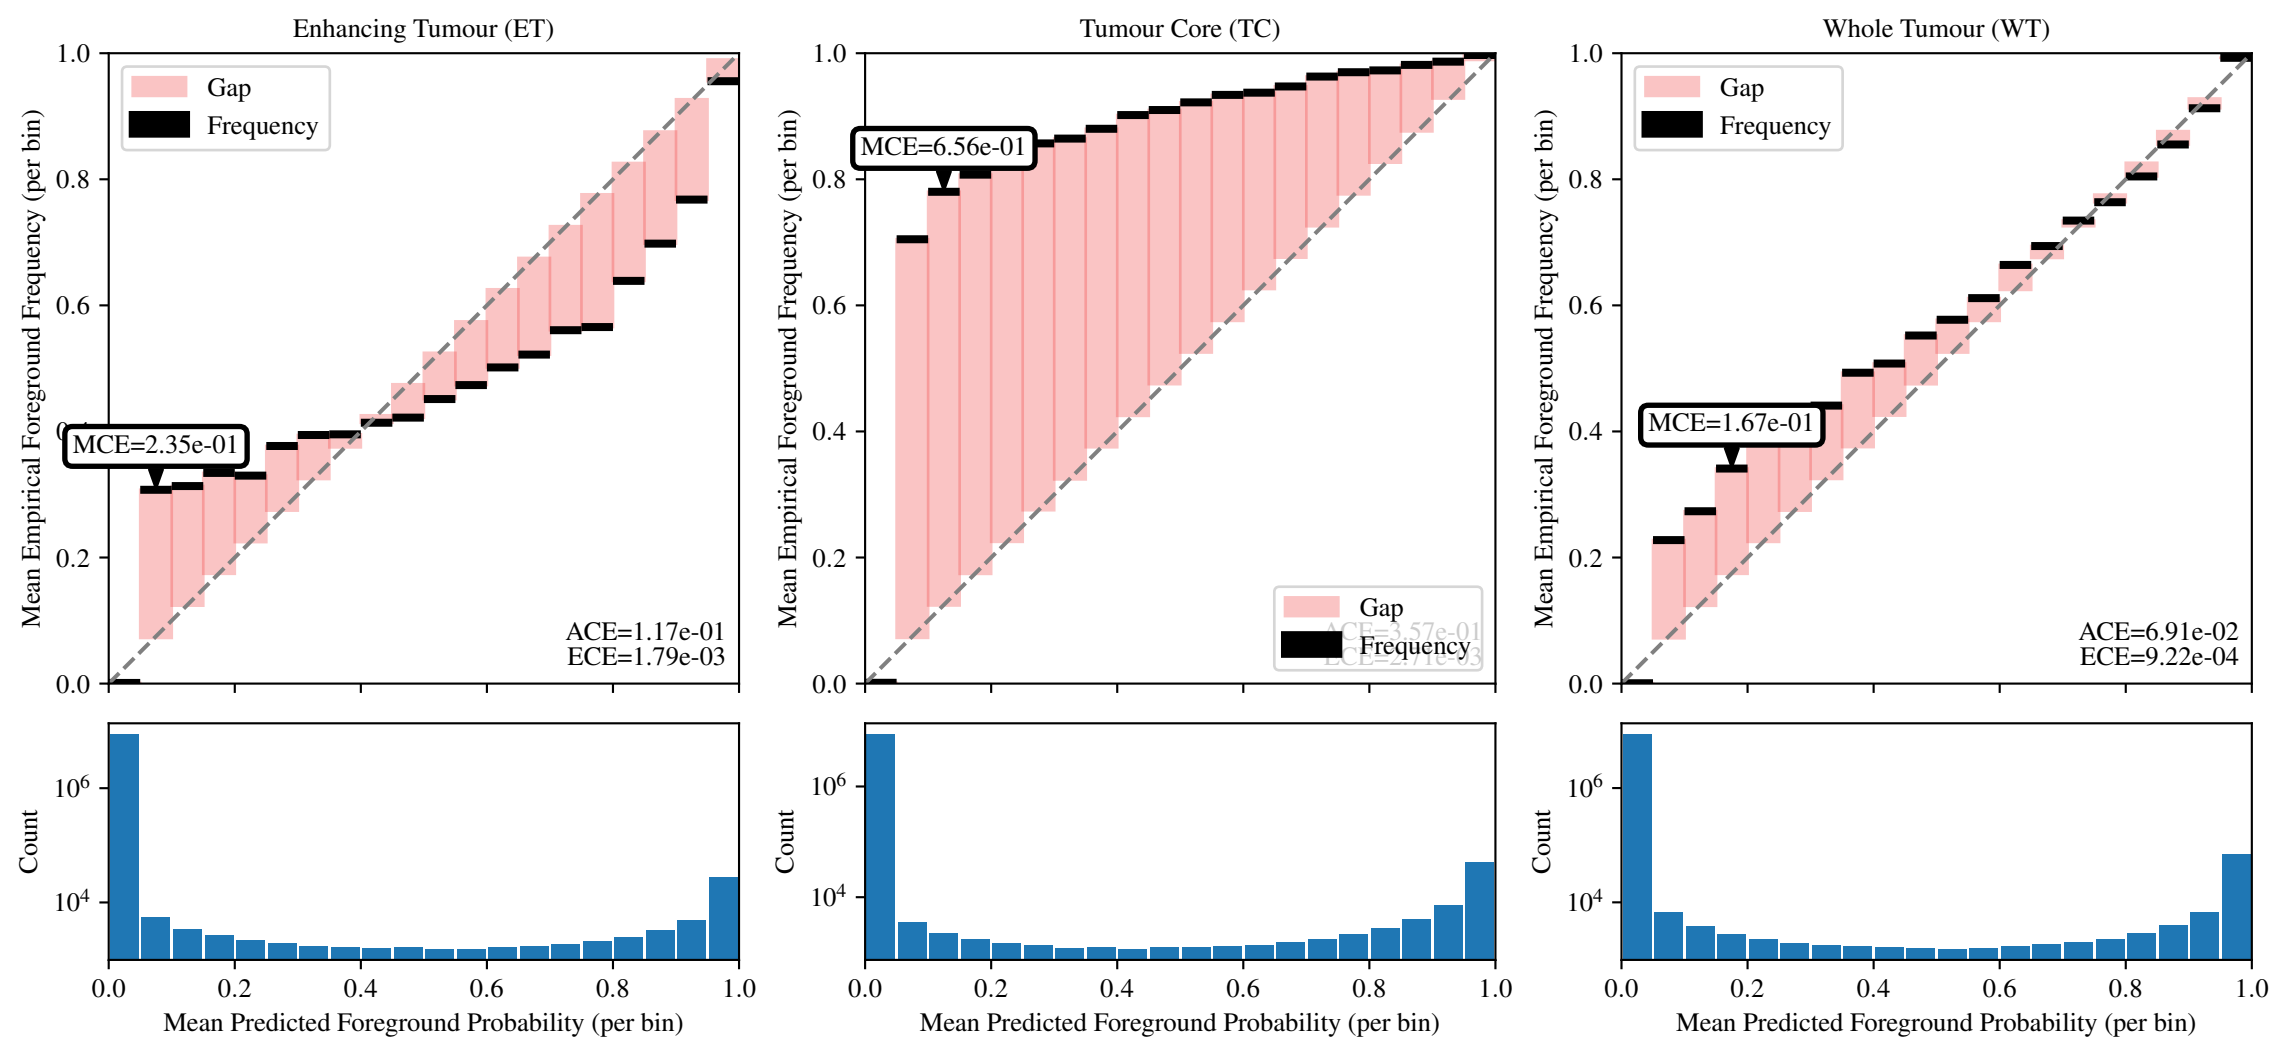 Enhancing Tumour (ET)
Mean Empirical Foreground Frequency (per bin)
1.0
0.8
0.6
0.2
0.0
Gap
Frequency
MCE=2.35e-01
ACE=1.17e-01
ECE=1.79e-03
Count
10^6
10^4
0.0 0.2 0.4 0.6 0.8 1.0
Mean Predicted Foreground Probability (per bin)
Tumour Core (TC)
Mean Empirical Foreground Frequency (per bin)
1.0
0.8
0.6
0.4
0.2
0.0
MCE=6.56e-01
Gap
ACE=3.57e-01
Frequency
ECE=2.71e-03
Count
10^6
10^4
0.0 0.2 0.4 0.6 0.8 1.0
Mean Predicted Foreground Probability (per bin)
Whole Tumour (WT)
Mean Empirical Foreground Frequency (per bin)
1.0
0.8
0.6
0.4
0.2
0.0
Gap
Frequency
MCE=1.67e-01
ACE=6.91e-02
ECE=9.22e-04
Count
10^6
10^4
0.0 0.2 0.4 0.6 0.8 1.0
Mean Predicted Foreground Probability (per bin)